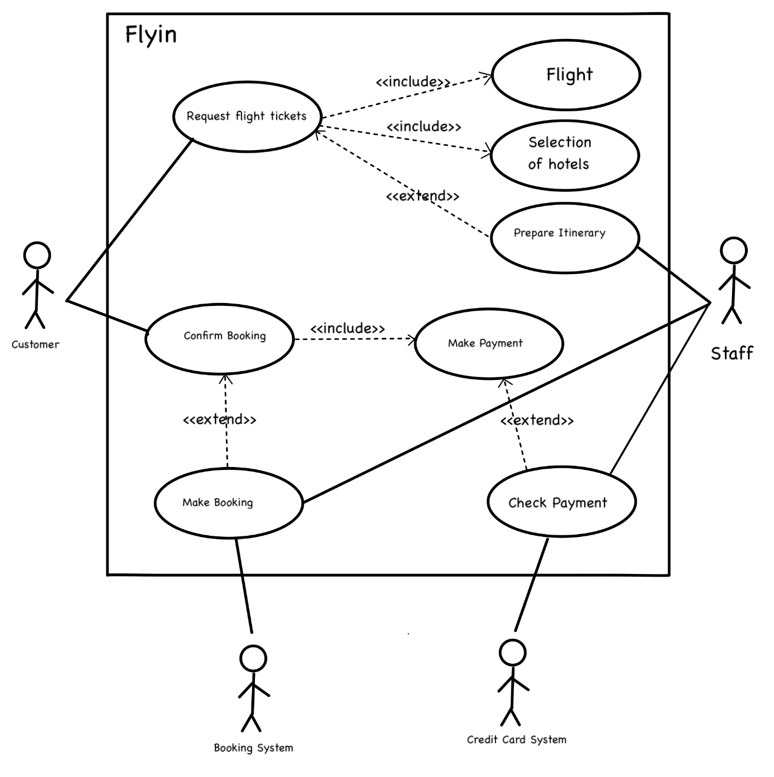 Flyin
<<include>>
Flight
Request flight tickets
<<include>>
Selection
of hotels
<<extend>>
Prepare Itinerary
Customer
Confirm Booking
<<include>>
Make Payment
Staff
<<extend>>
<<extend>>
Make Booking
Check Payment
Booking System
Credit Card System